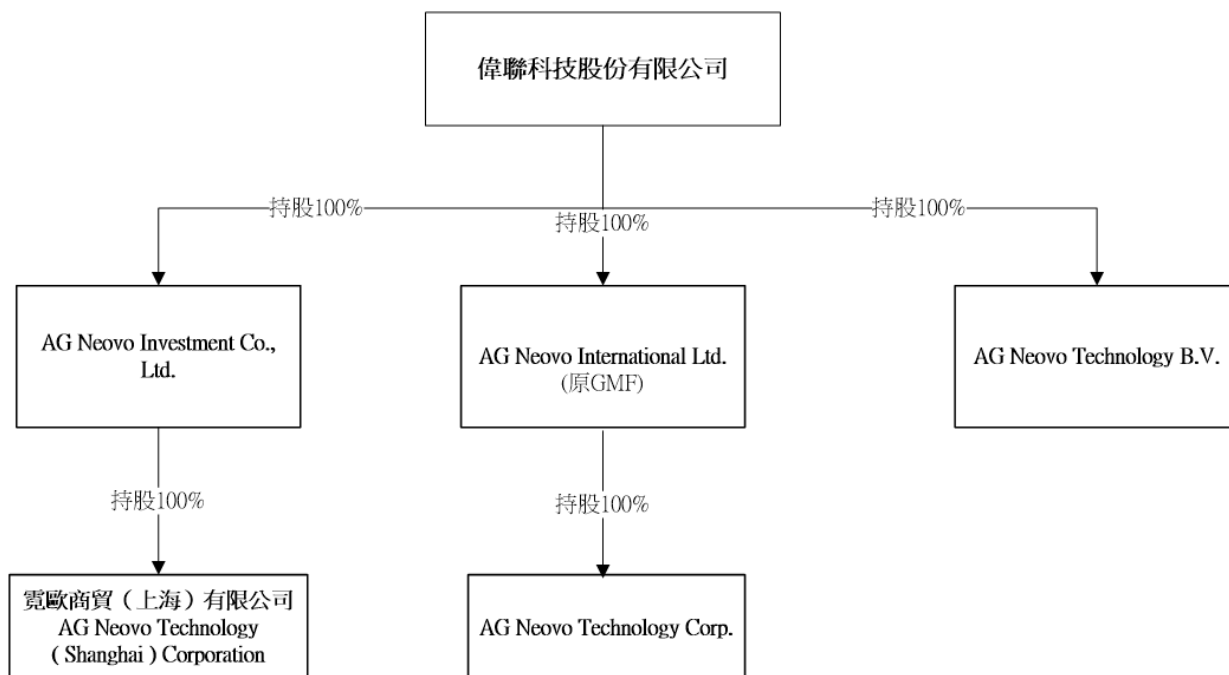 偉聯科技股份有限公司
持股100%
持股100%
持股100%
AG Neovo Investment Co.,
Ltd.
AG Neovo International Ltd.
(原GMF)
AG Neovo Technology B.V.
持股100%
持股100%
霓歐商貿（上海）有限公司
AG Neovo Technology
( Shanghai ) Corporation
AG Neovo Technology Corp.